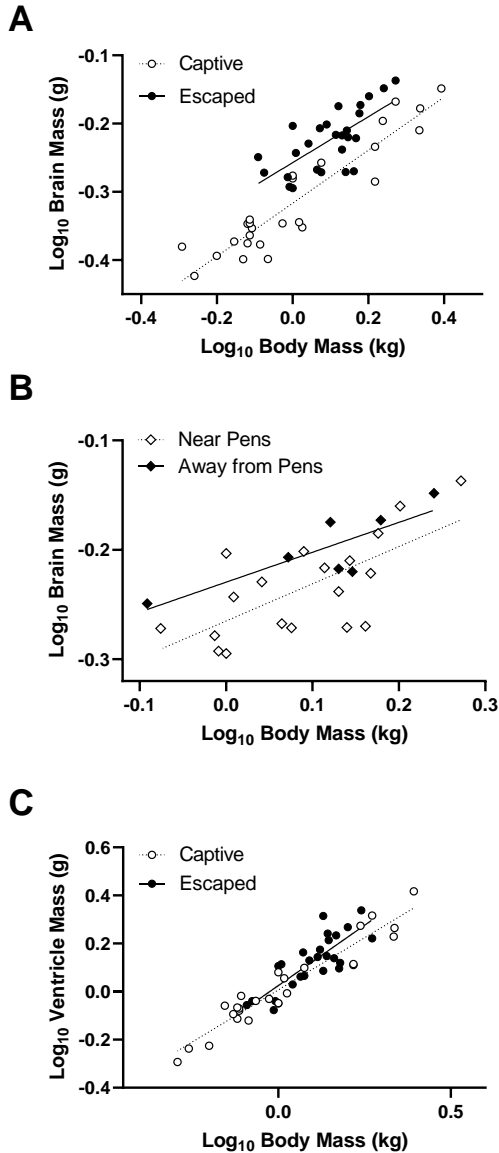 A
Captive
Escaped
-0.1
-0.2
-0.3
-0.4
Log10 Brain Mass (g)
-0.4 -0.2 0.0 0.2 0.4
Log10 Body Mass (kg)
B
Near Pens
Away from Pens
-0.1
-0.2
-0.3
Log10 Brain Mass (g)
-0.1 0.0 0.1 0.2 0.3
Log10 Body Mass (kg)
C
Captive
Escaped
0.6
0.4
0.2
0.0
-0.2
-0.4
Log10 Ventricle Mass (g)
0.0 0.5
Log10 Body Mass (kg)